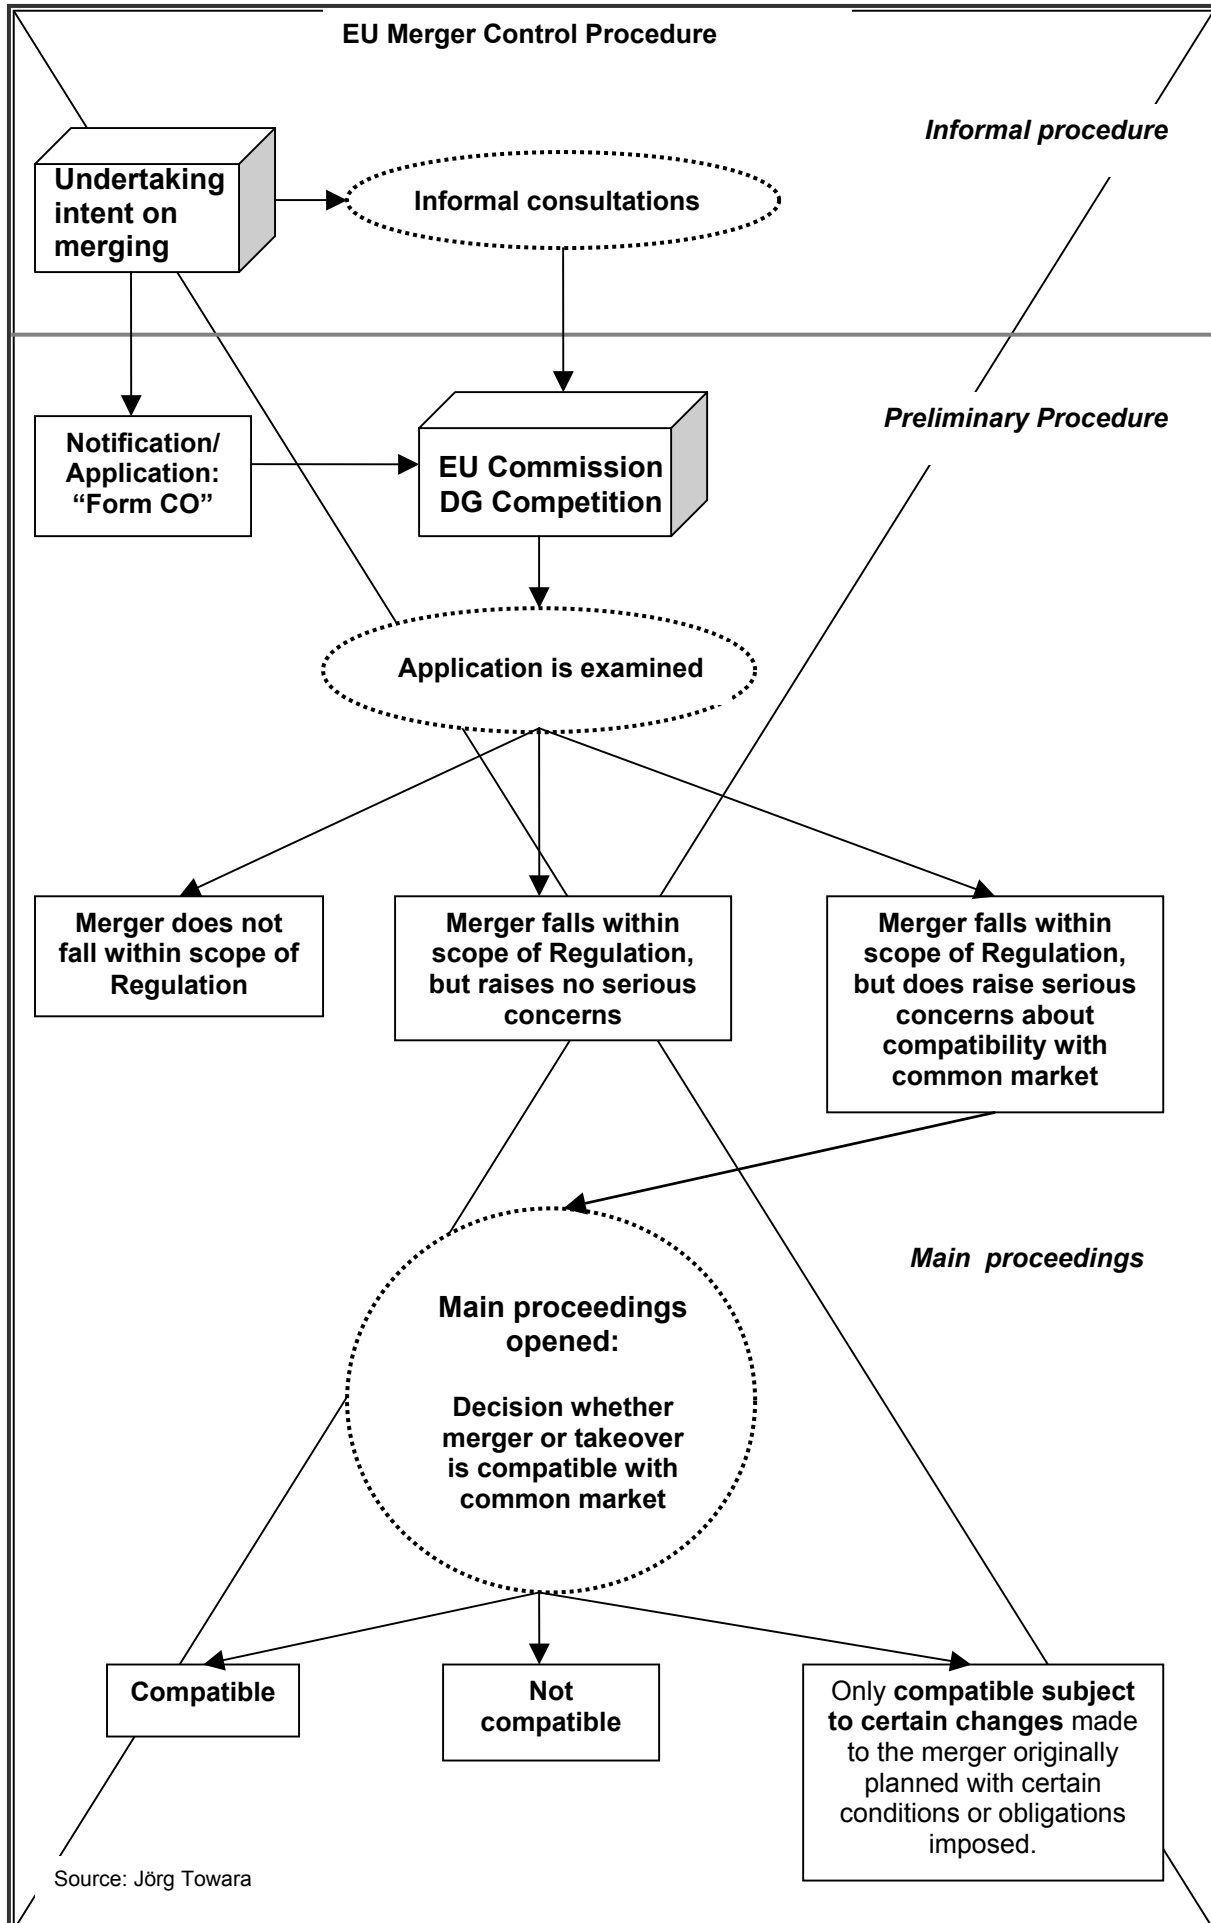 EU Merger Control Procedure
Informal procedure
Undertaking
intent on
merging
Informal consultations
Preliminary Procedure
Notification/
Application:
“Form CO”
EU Commission
DG Competition
Application is examined
Merger does not
fall within scope of
Regulation
Merger falls within
scope of Regulation,
but raises no serious
concerns
Merger falls within
scope of Regulation,
but does raise serious
concerns about
compatibility with
common market
Main proceedings
Main proceedings
opened:
Decision whether
merger or takeover
is compatible with
common market
Compatible
Not
compatible
Only compatible subject
to certain changes made
to the merger originally
planned with certain
conditions or obligations
imposed.
Source: Jörg Towara